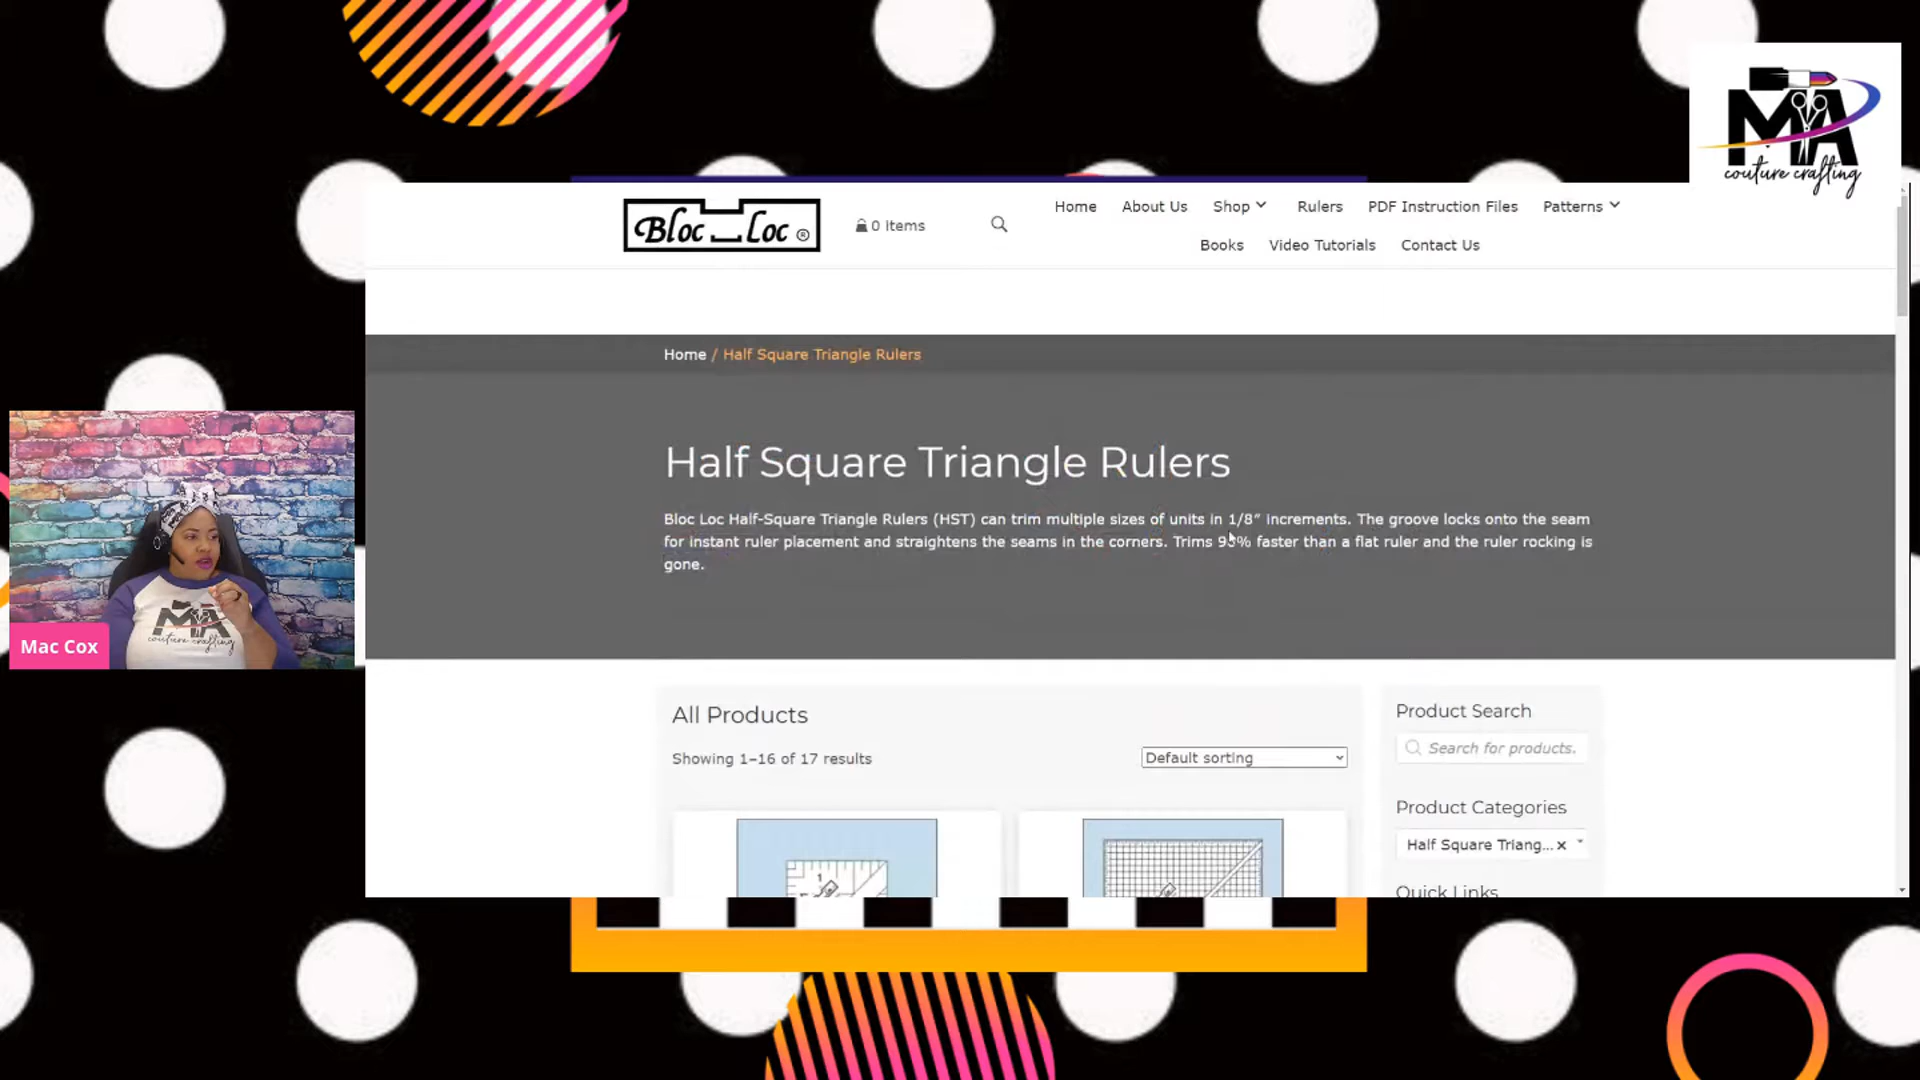 MA
couture crafting
Bloc Loc ®
0 Items
Home
About Us
Shop
Rulers
PDF Instruction Files
Patterns
Books
Video Tutorials
Contact Us
Home / Half Square Triangle Rulers
Half Square Triangle Rulers
Bloc Loc Half-Square Triangle Rulers (HST) can trim multiple sizes of units in 1/8” increments. The groove locks onto the seam
for instant ruler placement and straightens the seams in the corners. Trims faster than a flat ruler and the ruler rocking is
gone.
MA
couture crafting
Mac Cox
All Products
Showing 1–16 of 17 results
Default sorting
Product Search
Search for products.
Product Categories
Half Square Triang... ×
Quick Links
1